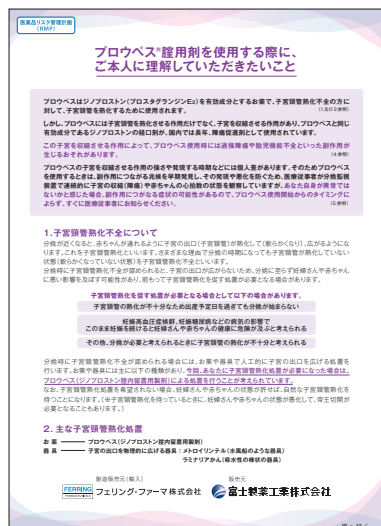 医薬品リスク管理計画
(RMP)
プロウペス®腟用剤を使用する際に、
ご本人に理解していただきたいこと
プロウペスはジノプロストン(プロスタグランジンE2)を有効成分とするお薬で、子宮頸管熟化不全の方に
対して、子宮頸管を熟化するために使用されます。
(1.及び2.参照)
しかし、プロウペスには子宮頸管を熟化させる作用だけでなく、子宮を収縮させる作用があり、プロウペスと同じ
有効成分であるジノプロストンの経口剤が、国内では長年、陣痛促進剤として使用されています。
この子宮を収縮させる作用によって、プロウペス使用時には過強陣痛や胎児機能不全といった副作用が
生じるおそれがあります。
(4.参照)
プロウペスの子宮を収縮させる作用の強さや発現する時期などには個人差があります。そのためプロウペス
を使用するときは、副作用につながる兆候を早期発見し、その発現や悪化を防ぐため、医療従事者が分娩監視
装置で連続的に子宮の収縮(陣痛)や赤ちゃんの心拍数の状態を観察していますが、あなた自身が異常では
ないかと感じた場合、副作用につながる症状の可能性があるので、プロウペス使用開始からのタイミングに
よらず、すぐに医療従事者にお知らせください。
(5.参照)
1.子宮頸管熟化不全について
分娩が近くなると、赤ちゃんが通れるように子宮の出口(子宮頸管)が熟化して(軟らかくなり)、広がるようになり
ます。これを子宮頸管熟化といいます。さまざまな理由で分娩の時期になっても子宮頸管が熟化していない
状態(軟らかくなっていない状態)を子宮頸管熟化不全といいます。
分娩時に子宮頸管熟化不全が認められると、子宮の出口が広がらないため、分娩に至らず妊婦さんや赤ちゃん
に悪い影響を及ぼす可能性があり、前もって子宮頸管を促す処置が必要となる場合があります。
子宮頸管熟化を促す処置が必要となる場合として以下の場合があります。
子宮頸管の熟化が不十分なため出産予定日を過ぎても分娩が始まらない
妊娠高血圧症候群、妊娠糖尿病などの病気の影響で
このまま妊娠を続けると妊婦さんや赤ちゃんの健康に危険が及ぶと考えられる
その他、分娩が必要と考えられるときに子宮頸管の熟化が不十分と考えられる
分娩時に子宮頸管熟化不全が認められる場合には、お薬や器具で人工的に子宮の出口を広げる処置を
行います。お薬や器具には主に以下の種類があり、今回、あなたに子宮頸管熟化処置が必要になった場合は、
プロウペス(ジノプロストン腟内留置用製剤)による処置を行うことが考えられています。
なお、子宮頸管熟化処置を希望されない場合、妊婦さんや赤ちゃんの状態が許せば、自然な子宮頸管熟化を
待つことになります。(※子宮頸管熟化を待っているときに、妊婦さんや赤ちゃんの状態が悪化して、帝王切開が
必要となることもあります。)
2.主な子宮頸管熟化処置
お薬 プロウペス(ジノプロストン腟内留置用製剤)
器具 子宮の出口を物理的に広げる器具:メトロイリンテル(水風船のような器具)
ラミナリアかん(吸水性の棒状の器具)
製造販売元(輸入)
FERRING
フェリング・ファーマ株式会社
販売元
富士製薬工業株式会社